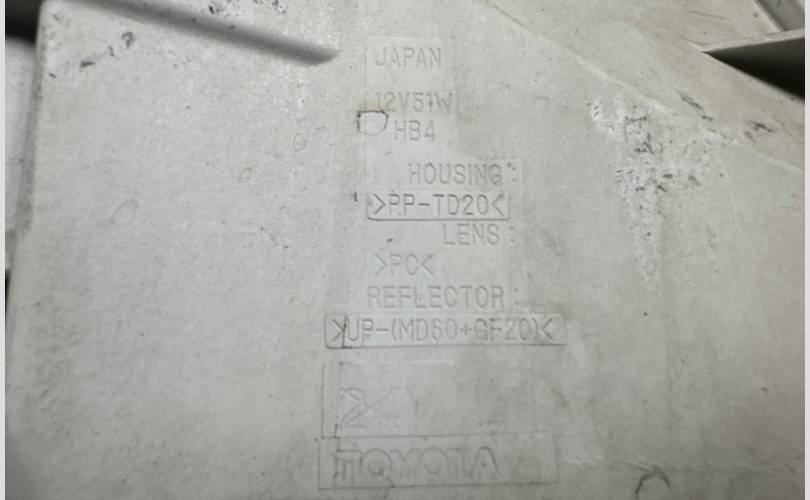 JAPAN
12V51W
HB4
HOUSING:
>PP-TD20<
LENS:
>PC<
REFLECTOR:
>UP-(MD60+GF20)<
TOYOTA